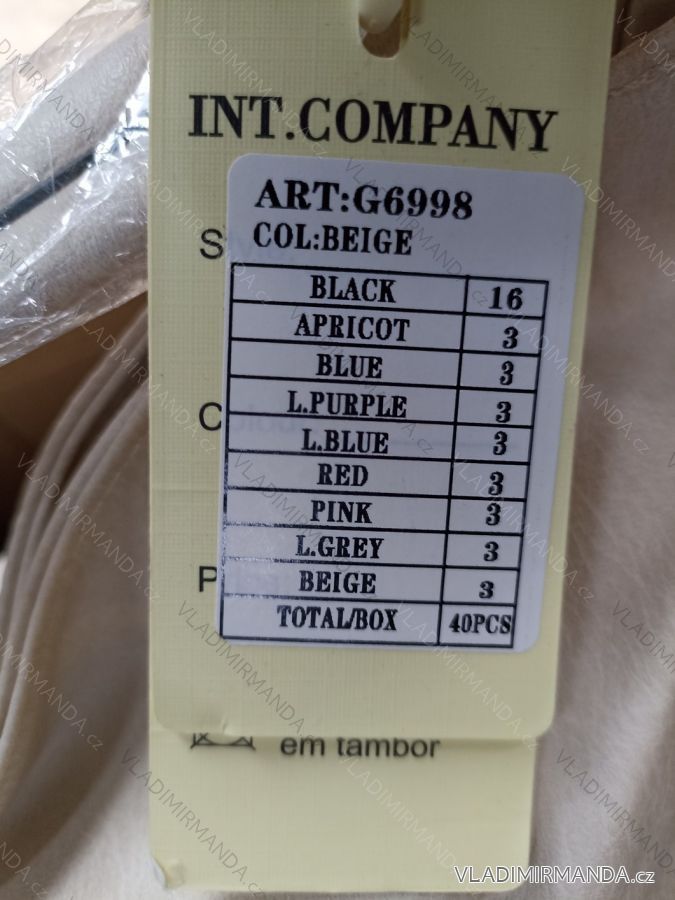 INT.COMPANY
ART:G6998
COL:BEIGE
BLACK 16
APRICOT 3
BLUE 3
L.PURPLE 3
L.BLUE 3
RED 3
PINK 3
L.GREY 3
BEIGE 3
TOTAL/BOX 40PCS
em tambor
VLADIMIRMANDA.cz